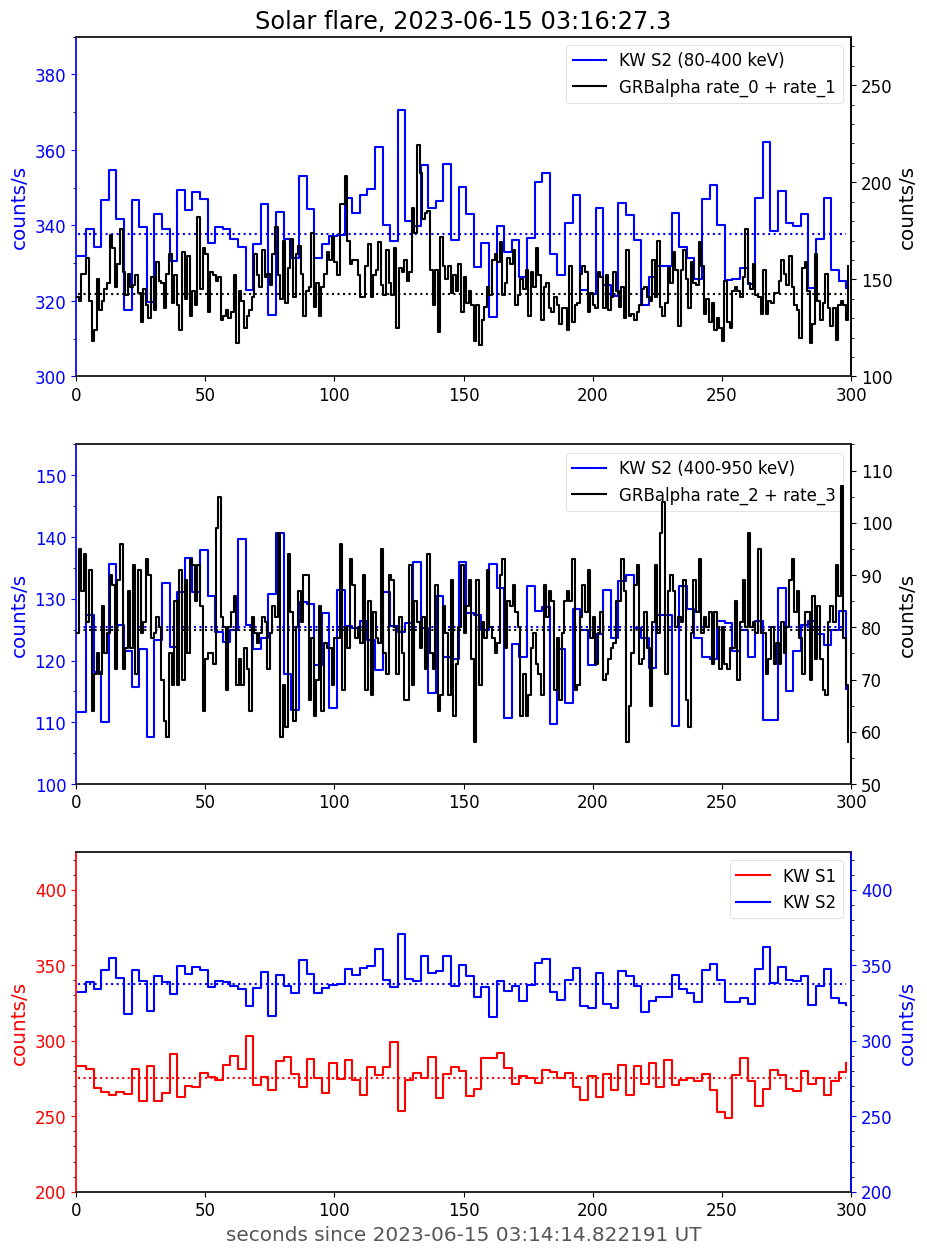 Solar flare, 2023-06-15 03:16:27.3
KW S2 (80-400 keV)
GRBalpha rate_0 + rate_1
counts/s
counts/s
380
360
340
320
300
250
200
150
100
0 50 100 150 200 250 300
KW S2 (400-950 keV)
GRBalpha rate_2 + rate_3
counts/s
counts/s
150
140
130
120
110
100
110
100
90
80
70
60
50
0 50 100 150 200 250 300
KW S1
KW S2
counts/s
counts/s
400
350
300
250
200
400
350
300
250
200
0 50 100 150 200 250 300
seconds since 2023-06-15 03:14:14.822191 UT